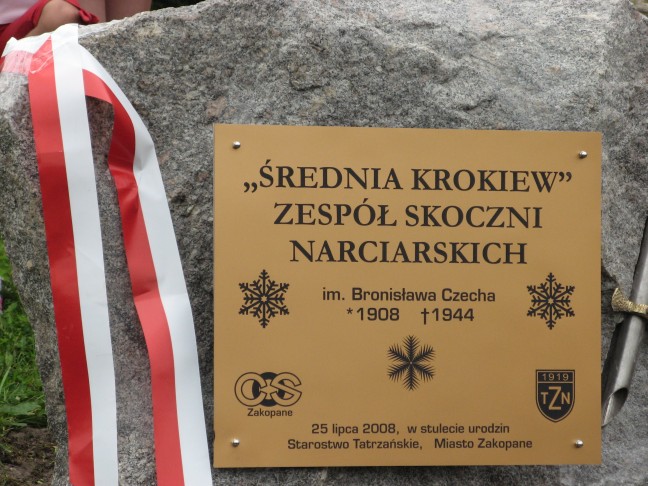 „ŚREDNIA KROKIEW”
ZESPÓŁ SKOCZNI
NARCIARSKICH
im. Bronisława Czecha
*1908 †1944
COS
Zakopane
1919
TZN
25 lipca 2008, w stulecie urodzin
Starostwo Tatrzańskie, Miasto Zakopane